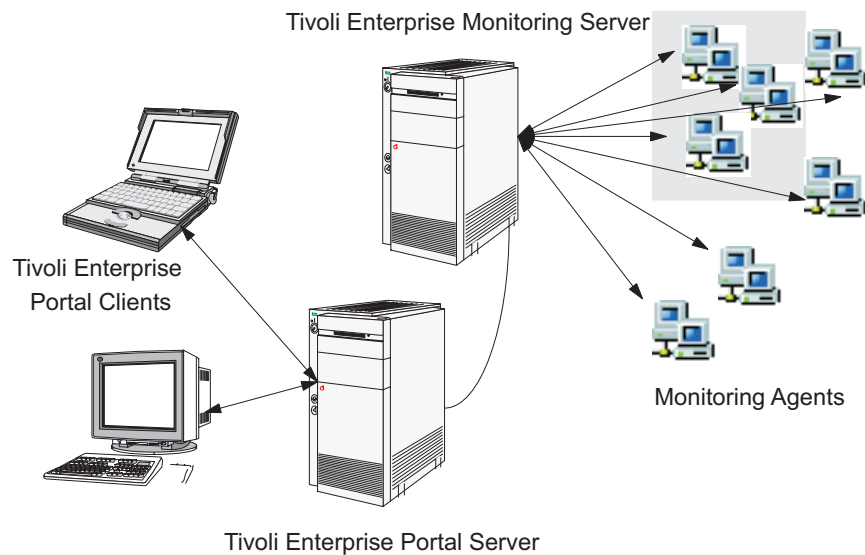 Tivoli Enterprise Monitoring Server
Tivoli Enterprise
Portal Clients
Monitoring Agents
Tivoli Enterprise Portal Server